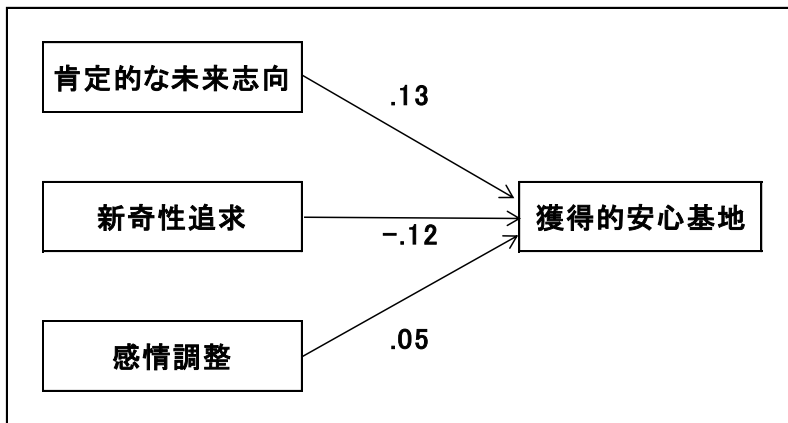 肯定的な未来志向
.13
新奇性追求
-.12
獲得的安心基地
感情調整
.05